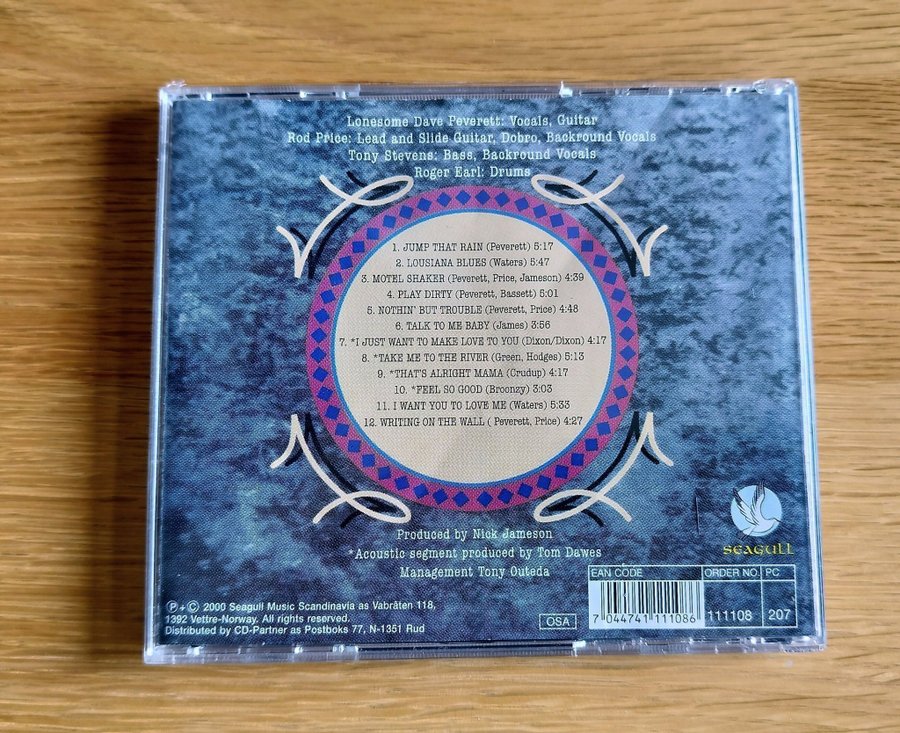 Lonesome Dave Peverett: Vocals, Guitar
Rod Price: Lead and Slide Guitar, Dobro, Backround Vocals
Tony Stevens: Bass, Backround Vocals
Roger Earl: Drums
1. JUMP THAT RAIN (Peverett) 5:17
2. LOUSIANA BLUES (Waters) 5:47
3. MOTEL SHAKER (Peverett, Price, Jameson) 4:39
4. PLAY DIRTY (Peverett, Bassett) 5:01
5. NOTHIN' BUT TROUBLE (Peverett, Price) 4:48
6. TALK TO ME BABY (James) 3:56
7. *I JUST WANT TO MAKE LOVE TO YOU (Dixon/Dixon) 4:17
8. *TAKE ME TO THE RIVER (Green, Hodges) 5:13
9. *THAT'S ALRIGHT MAMA (Crudup) 4:17
10. *FEEL SO GOOD (Broonzy) 3:03
11. I WANT YOU TO LOVE ME (Waters) 5:33
12. WRITING ON THE WALL ( Peverett, Price) 4:27
Produced by Nick Jameson
*Acoustic segment produced by Tom Dawes
Management Tony Outeda
SEAGULL
EAN CODE ORDER NO. PC
7 044741 111086 111108 207
OSA
℗+© 2000 Seagull Music Scandinavia as Vabråten 118,
1392 Vettre-Norway. All rights reserved.
Distributed by CD-Partner as Postboks 77, N-1351 Rud